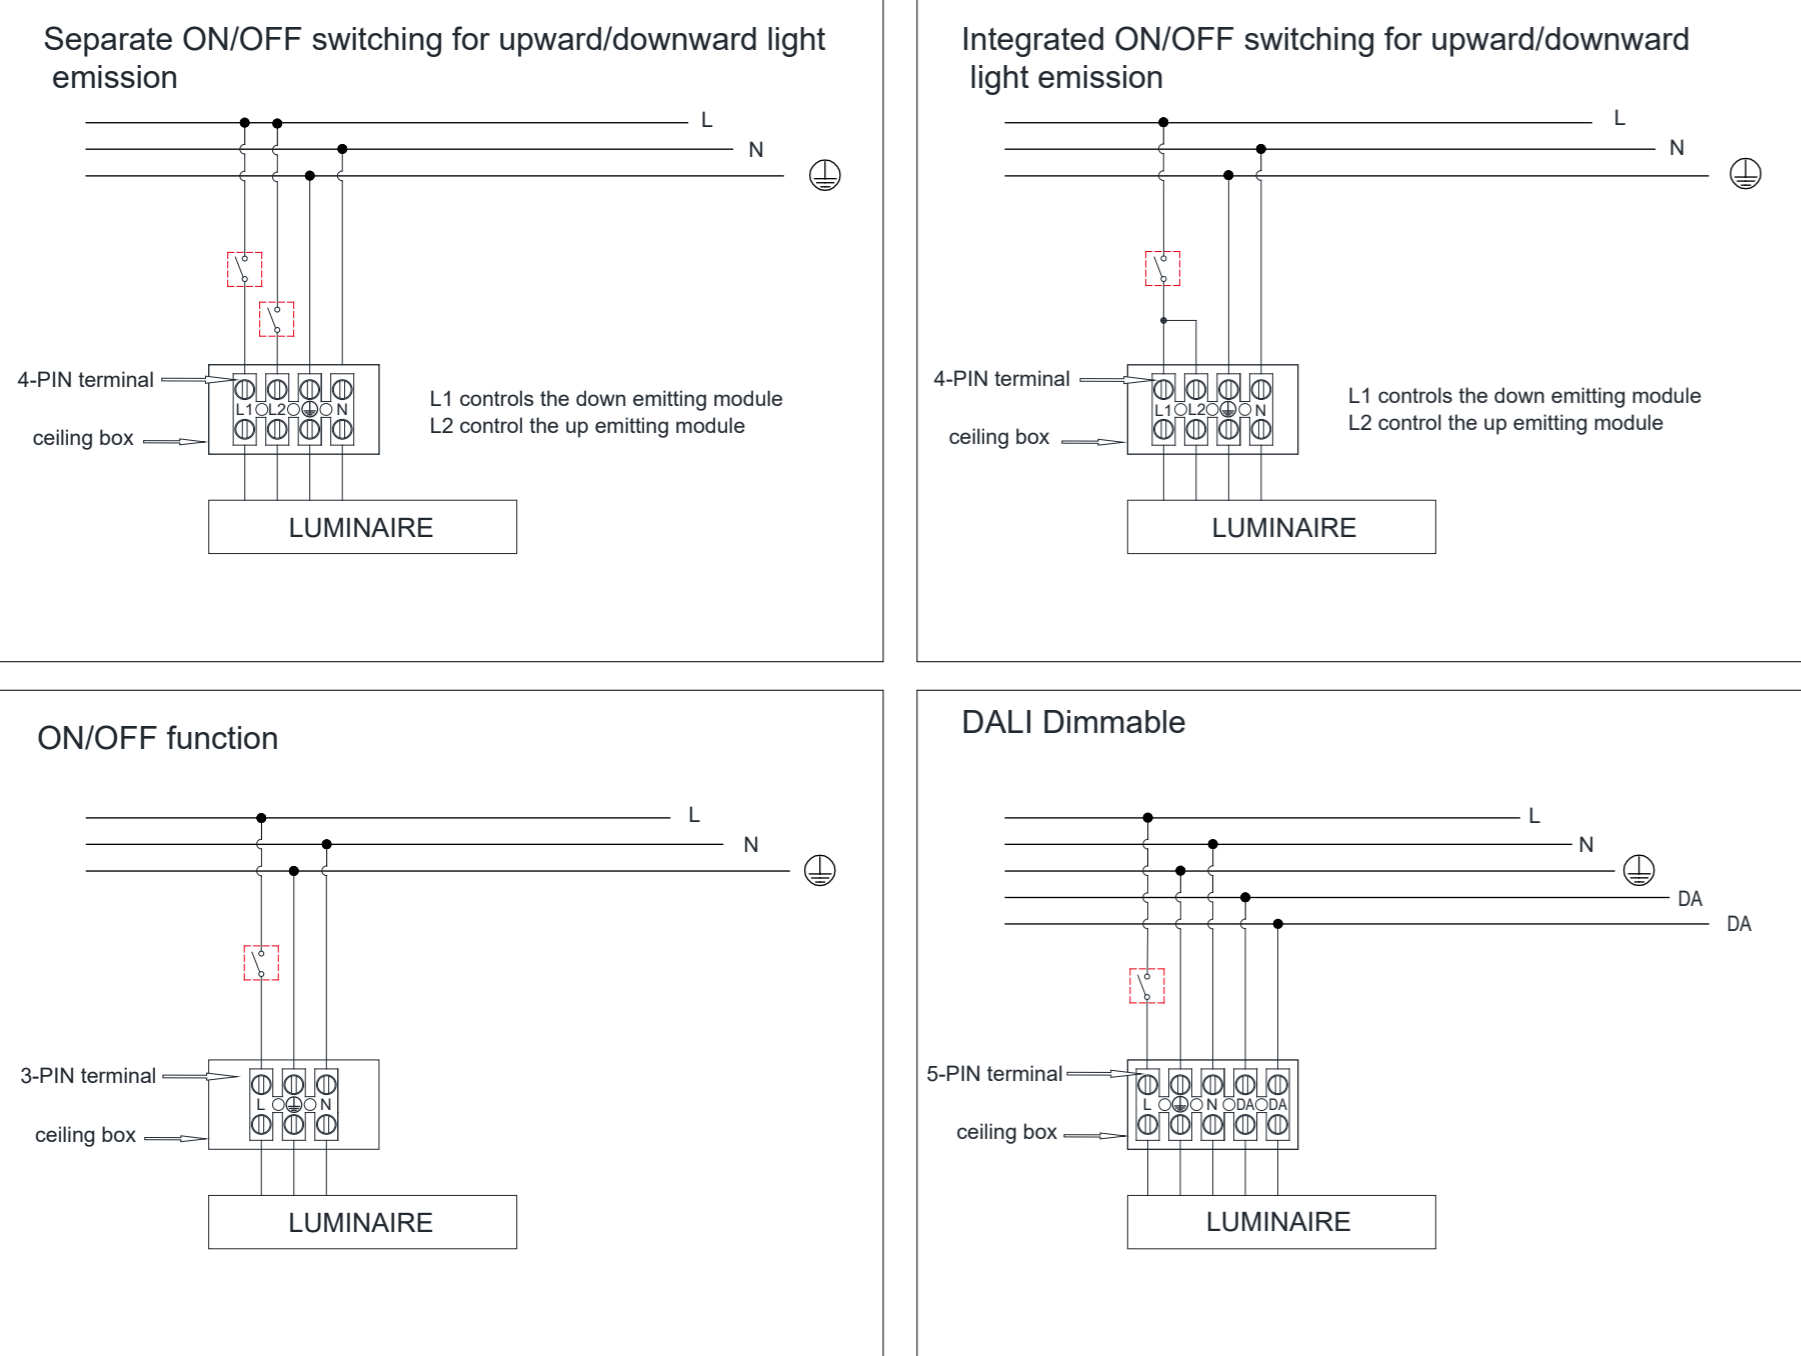 Separate ON/OFF switching for upward/downward light
emission
L
N
4-PIN terminal
L1 L2 N
ceiling box
L1 controls the down emitting module
L2 control the up emitting module
LUMINAIRE
Integrated ON/OFF switching for upward/downward
light emission
L
N
4-PIN terminal
L1 L2 N
ceiling box
L1 controls the down emitting module
L2 control the up emitting module
LUMINAIRE
ON/OFF function
L
N
3-PIN terminal
L N
ceiling box
LUMINAIRE
DALI Dimmable
L
N
DA
DA
5-PIN terminal
L N DA DA
ceiling box
LUMINAIRE